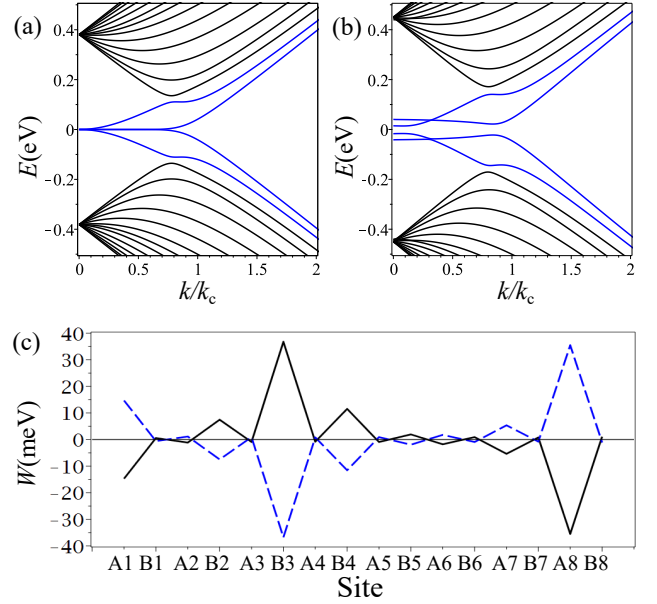 (a) (b)
0.4 0.4
0.2 0.2
E(eV) 0 E(eV) 0
−0.2 −0.2
−0.4 −0.4
0 0.5 1 1.5 2 0 0.5 1 1.5 2
k/kc k/kc
(c)
40
30
20
10
W(meV) 0
−10
−20
−30
−40
A1 B1 A2 B2 A3 B3 A4 B4 A5 B5 A6 B6 A7 B7 A8 B8
Site